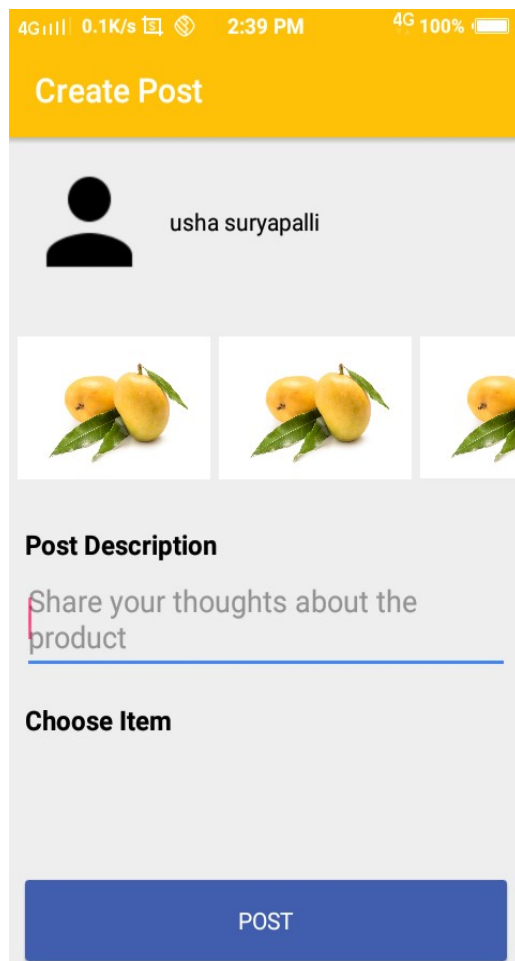 4G 0.1K/s 2:39 PM 4G 100%
Create Post
usha suryapalli
Post Description
Share your thoughts about the
product
Choose Item
POST